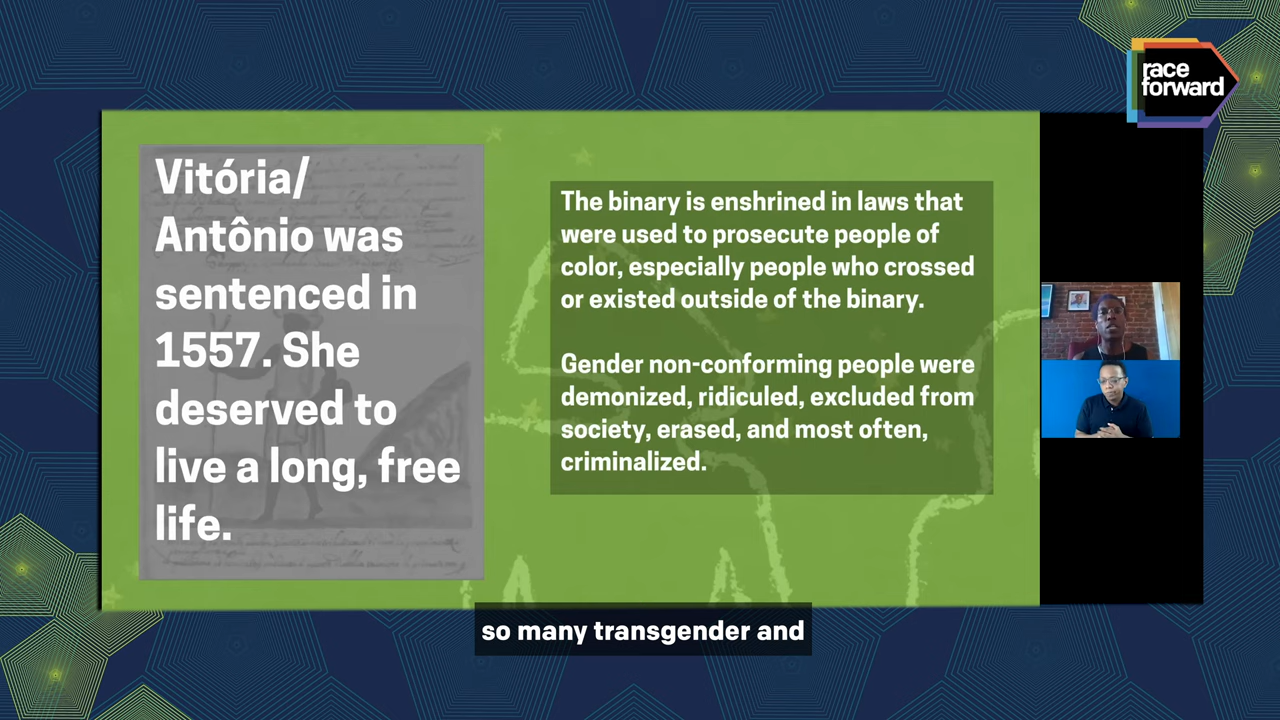 race
forward
Vitória/
Antônio was
sentenced in
1557. She
deserved to
live a long, free
life.
The binary is enshrined in laws that
were used to prosecute people of
color, especially people who crossed
or existed outside of the binary.
Gender non-conforming people were
demonized, ridiculed, excluded from
society, erased, and most often,
criminalized.
so many transgender and